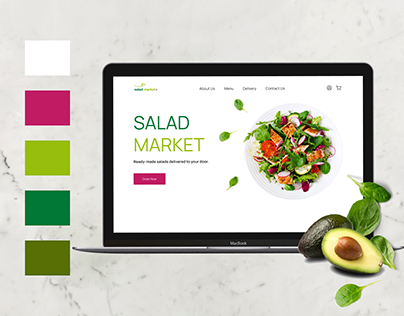 salad markets
About Us Menu Delivery Contact Us
SALAD
MARKET
Ready-made salads delivered to your door.
Order Now
MacBook